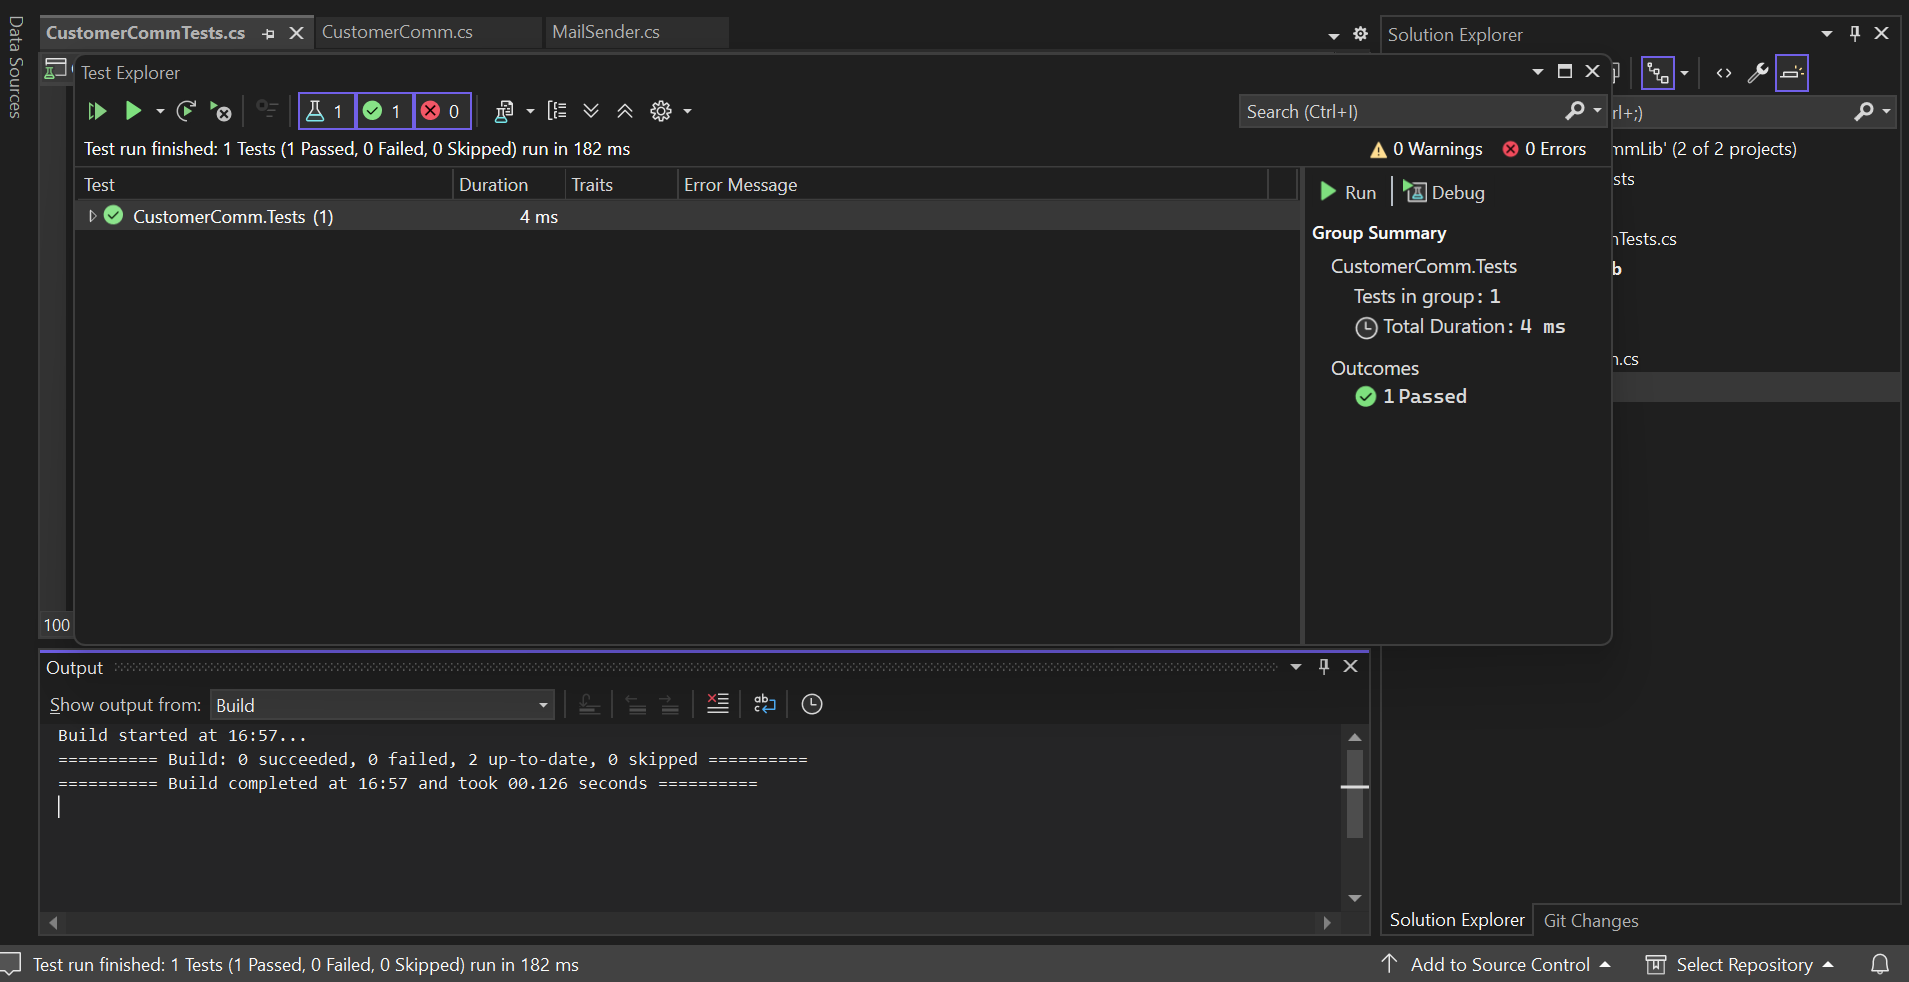 Data Sources
CustomerCommTests.cs
CustomerComm.cs
MailSender.cs
Solution Explorer
Test Explorer
1 1 0
Search (Ctrl+I)
rl+;)
Test run finished: 1 Tests (1 Passed, 0 Failed, 0 Skipped) run in 182 ms
0 Warnings 0 Errors
mmLib' (2 of 2 projects)
sts
Test Duration Traits Error Message
Run Debug
CustomerComm.Tests (1) 4 ms
Group Summary
nTests.cs
CustomerComm.Tests
b
Tests in group: 1
Total Duration: 4 ms
n.cs
Outcomes
1 Passed
100
Output
Show output from: Build
Build started at 16:57...
========== Build: 0 succeeded, 0 failed, 2 up-to-date, 0 skipped ==========
========== Build completed at 16:57 and took 00.126 seconds ==========
Solution Explorer Git Changes
Test run finished: 1 Tests (1 Passed, 0 Failed, 0 Skipped) run in 182 ms
Add to Source Control Select Repository